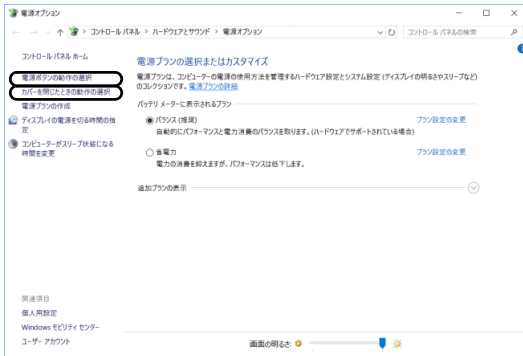 電源オプション
コントロール パネル › ハードウェアとサウンド › 電源オプション
コントロール パネルの検索
コントロール パネル ホーム
電源ボタンの動作の選択
カバーを閉じたときの動作の選択
電源プランの作成
ディスプレイの電源を切る時間の指
定
コンピューターがスリープ状態になる
時間を変更
電源プランの選択またはカスタマイズ
電源プランは、コンピューターの電源の使用方法を管理するハードウェア設定とシステム設定 (ディスプレイの明るさやスリープなど)
のコレクションです。電源プランの詳細
バッテリ メーターに表示されるプラン
バランス (推奨) プラン設定の変更
自動的にパフォーマンスと電力消費のバランスを取ります。(ハードウェアでサポートされている場合)
省電力 プラン設定の変更
電力の消費を抑えますが、パフォーマンスは低下します。
追加プランの表示
関連項目
個人用設定
Windows モビリティ センター
ユーザー アカウント
画面の明るさ: